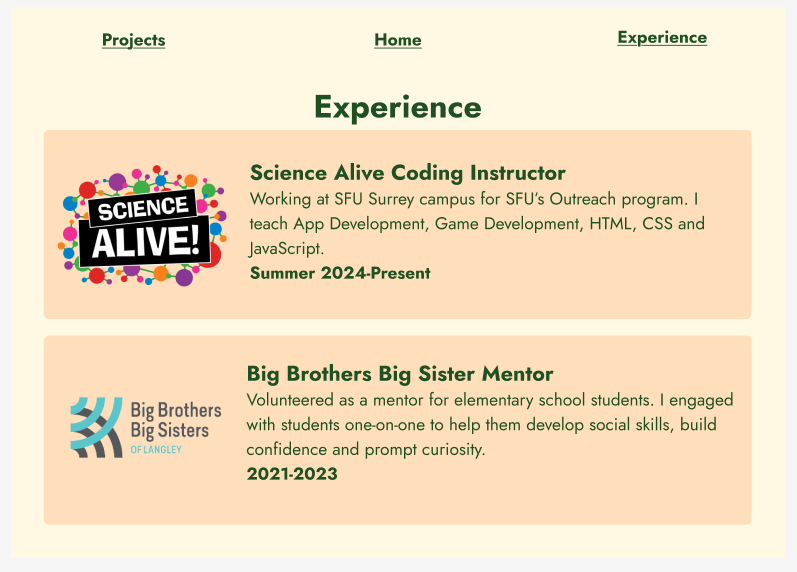 Projects
Home
Experience
Experience
SCIENCE
ALIVE!
Science Alive Coding Instructor
Working at SFU Surrey campus for SFU's Outreach program. I
teach App Development, Game Development, HTML, CSS and
JavaScript.
Summer 2024-Present
Big Brothers
Big Sisters
OF LANGLEY
Big Brothers Big Sister Mentor
Volunteered as a mentor for elementary school students. I engaged
with students one-on-one to help them develop social skills, build
confidence and prompt curiosity.
2021-2023